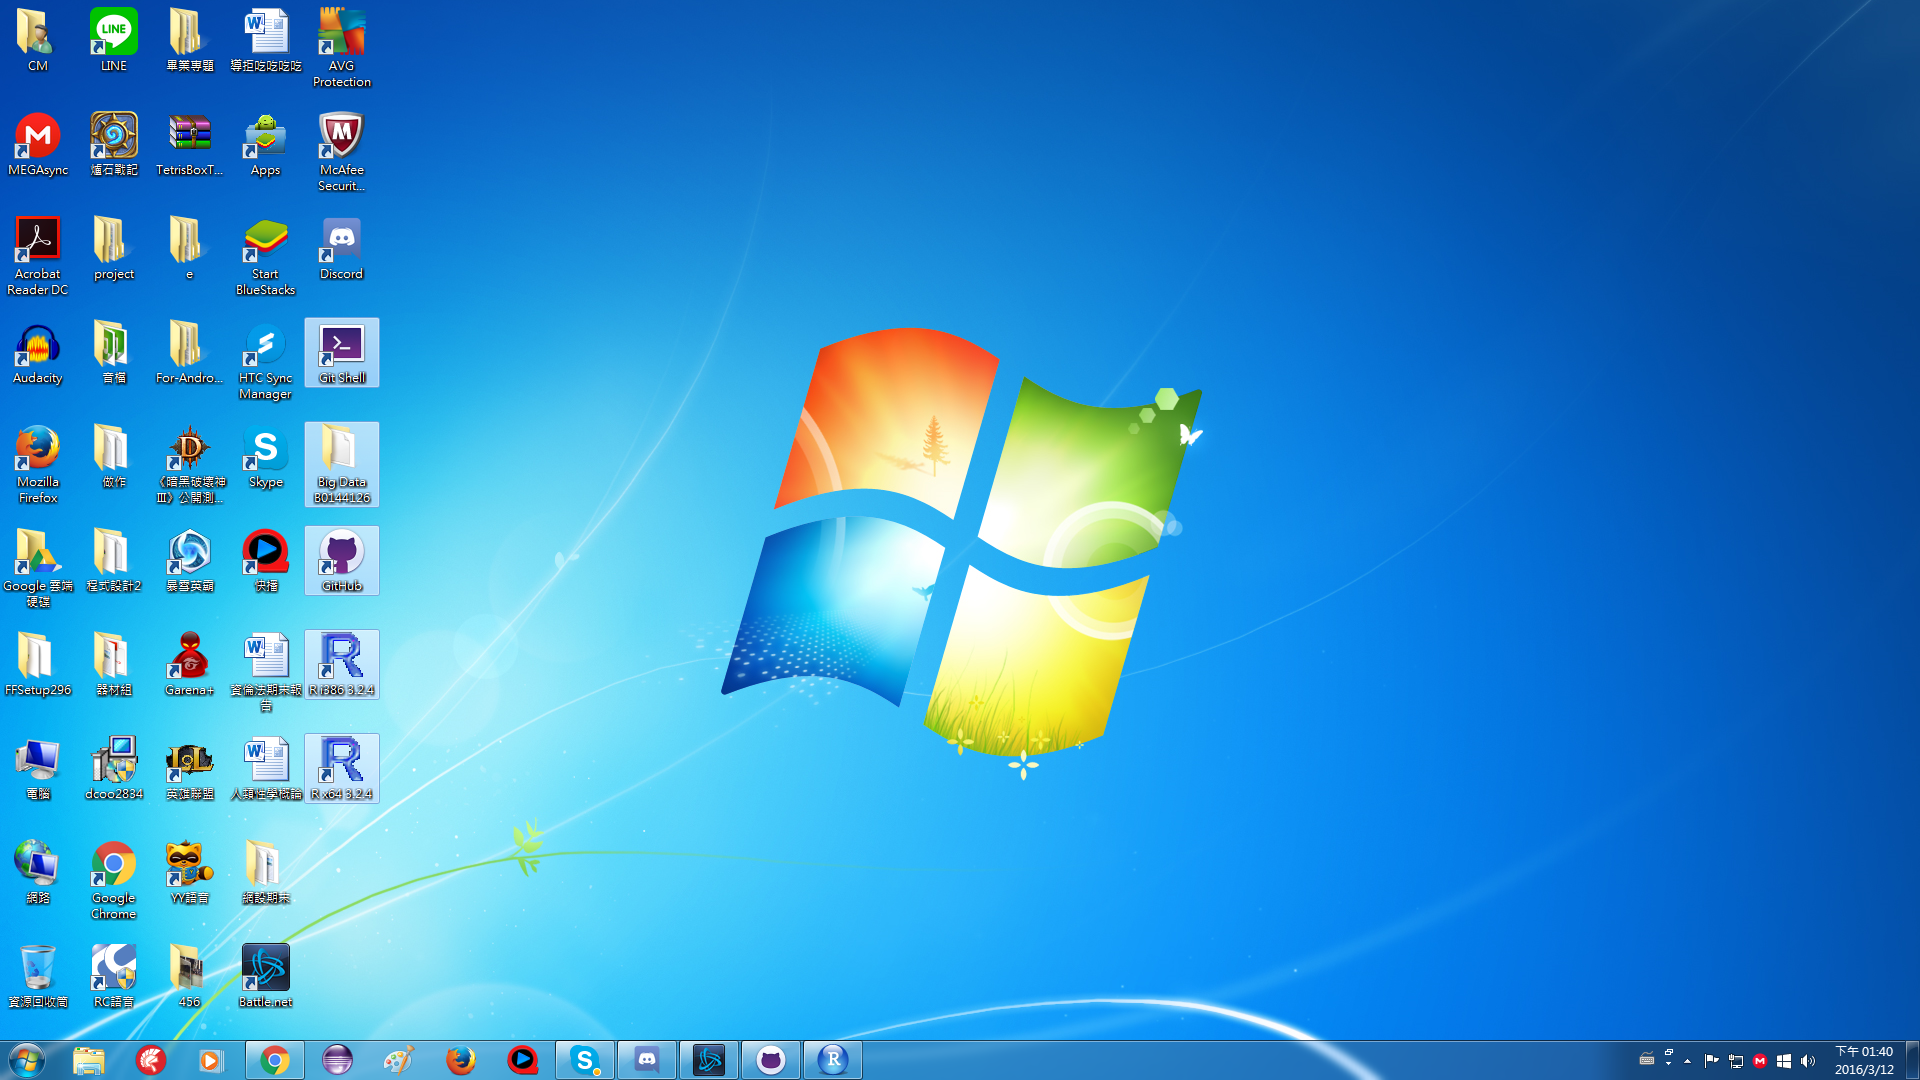 CM
LINE
畢業專題
導拒吃吃吃吃
AVG
Protection
MEGAsync
爐石戰記
TetrisBoxT...
Apps
McAfee
Securit...
Acrobat
Reader DC
project
e
Start
BlueStacks
Discord
Audacity
音檔
For-Andro...
HTC Sync
Manager
Git Shell
Mozilla
Firefox
做作
《暗黑破壞神
III》公開測...
Skype
Big Data
B0144126
Google 雲端
硬碟
程式設計2
暴雪英霸
快播
GitHub
FFSetup296
器材組
Garena+
資倫法期末報
告
R i386 3.2.4
電腦
dcoo2834
英雄聯盟
人類性學概論
R x64 3.2.4
網路
Google
Chrome
YY語音
網設期末
資源回收筒
RC語音
456
Battle.net
下午 01:40
2016/3/12